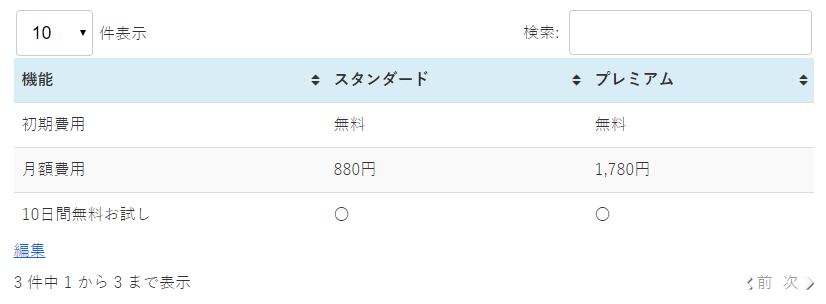 10 件表示 検索:
機能 スタンダード プレミアム
初期費用 無料 無料
月額費用 880円 1,780円
10日間無料お試し 〇 〇
編集
3 件中 1 から 3 まで表示 前 次